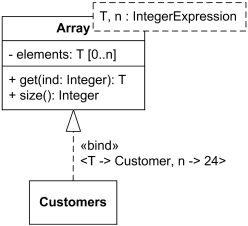 T, n : IntegerExpression
Array
- elements: T [0..n]
+ get(ind: Integer): T
+ size(): Integer
«bind»
<T -> Customer, n -> 24>
Customers